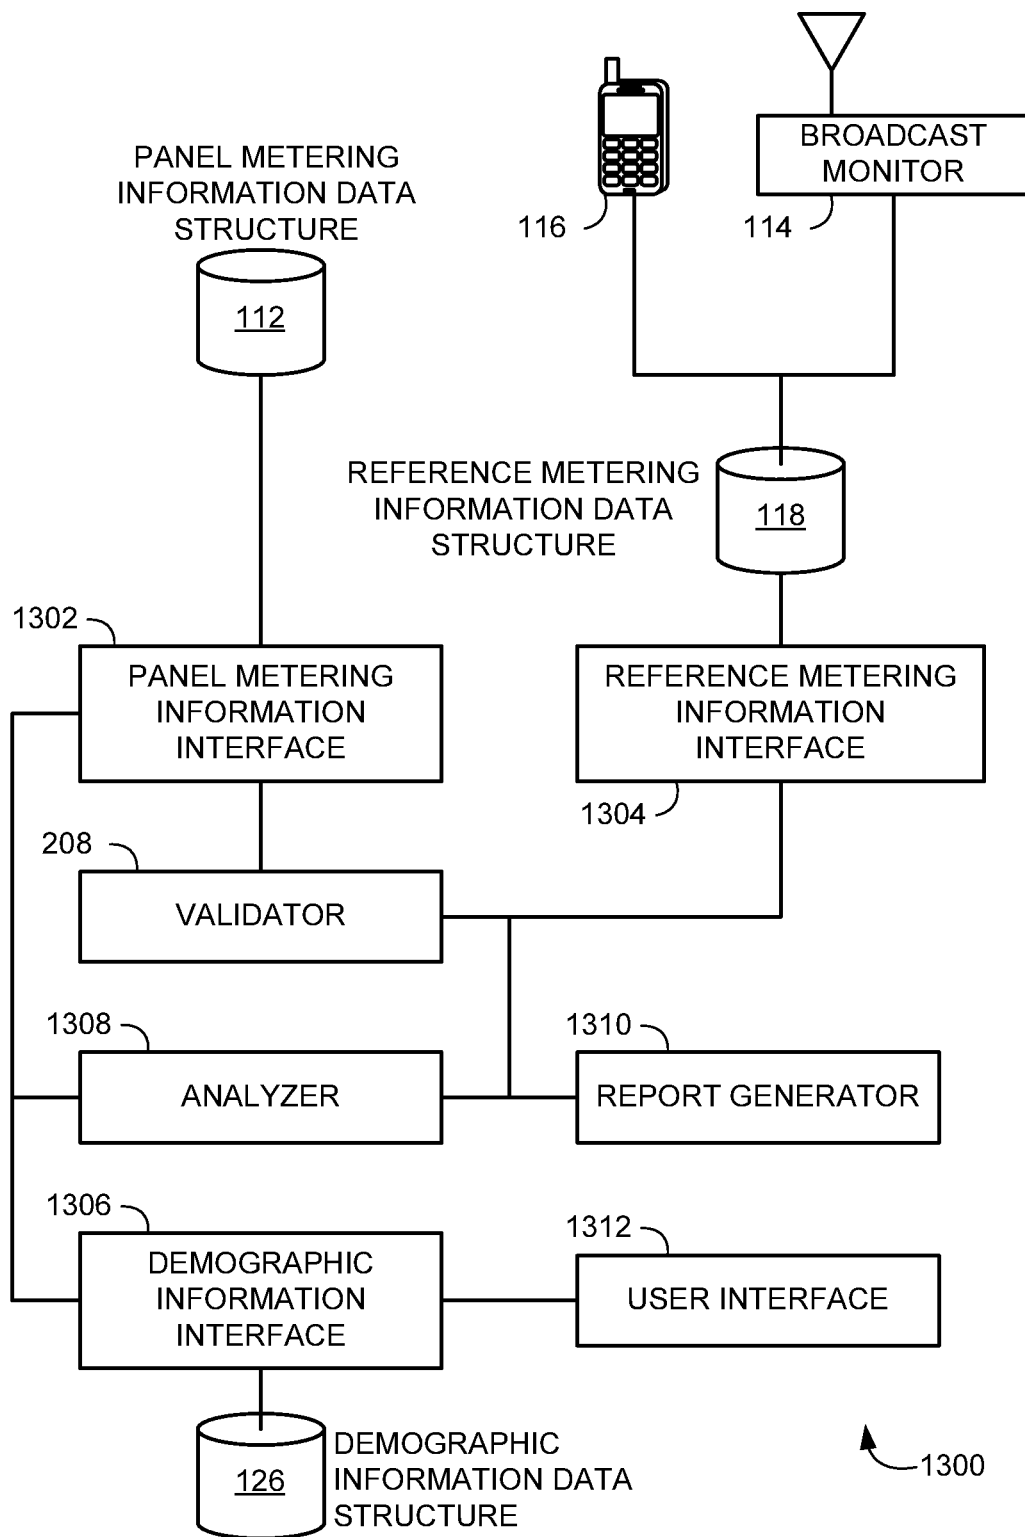 BROADCAST
MONITOR
114
116
PANEL METERING
INFORMATION DATA
STRUCTURE
112
REFERENCE METERING
INFORMATION DATA
STRUCTURE
118
1302
PANEL METERING
INFORMATION
INTERFACE
REFERENCE METERING
INFORMATION
INTERFACE
1304
208
VALIDATOR
1308
ANALYZER
1310
REPORT GENERATOR
1306
DEMOGRAPHIC
INFORMATION
INTERFACE
1312
USER INTERFACE
126
DEMOGRAPHIC
INFORMATION DATA
STRUCTURE
1300